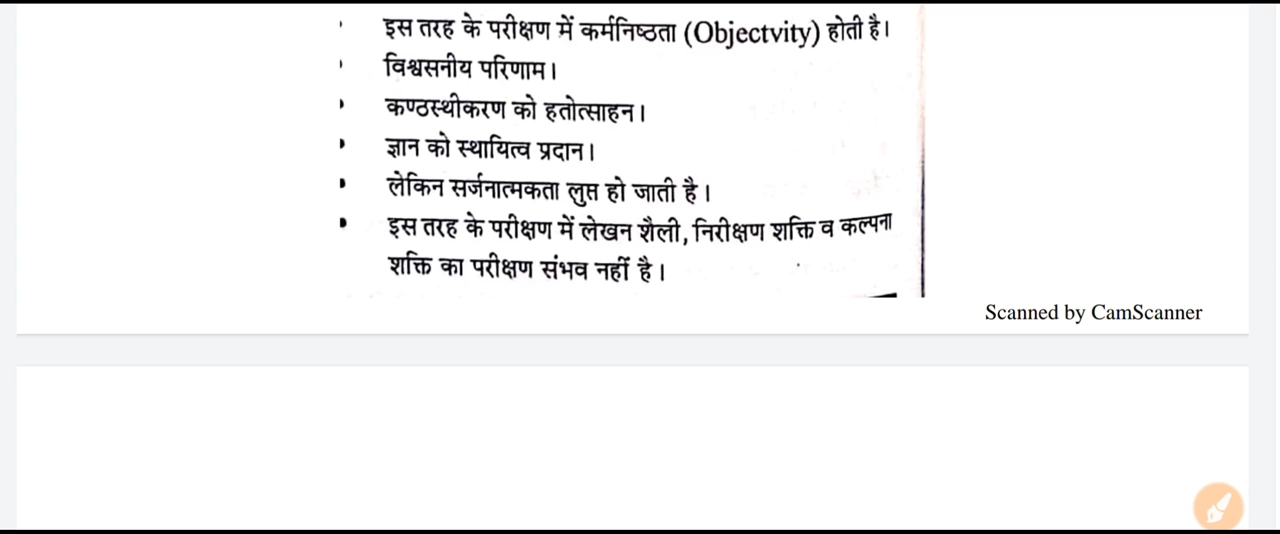 इस तरह के परीक्षण में कर्मनिष्ठता (Objectvity) होती है।
विश्वसनीय परिणाम।
कण्ठस्थीकरण को हतोत्साहन।
ज्ञान को स्थायित्व प्रदान।
लेकिन सर्जनात्मकता लुप्त हो जाती है।
इस तरह के परीक्षण में लेखन शैली, निरीक्षण शक्ति व कल्पना
शक्ति का परीक्षण संभव नहीं है।
Scanned by CamScanner